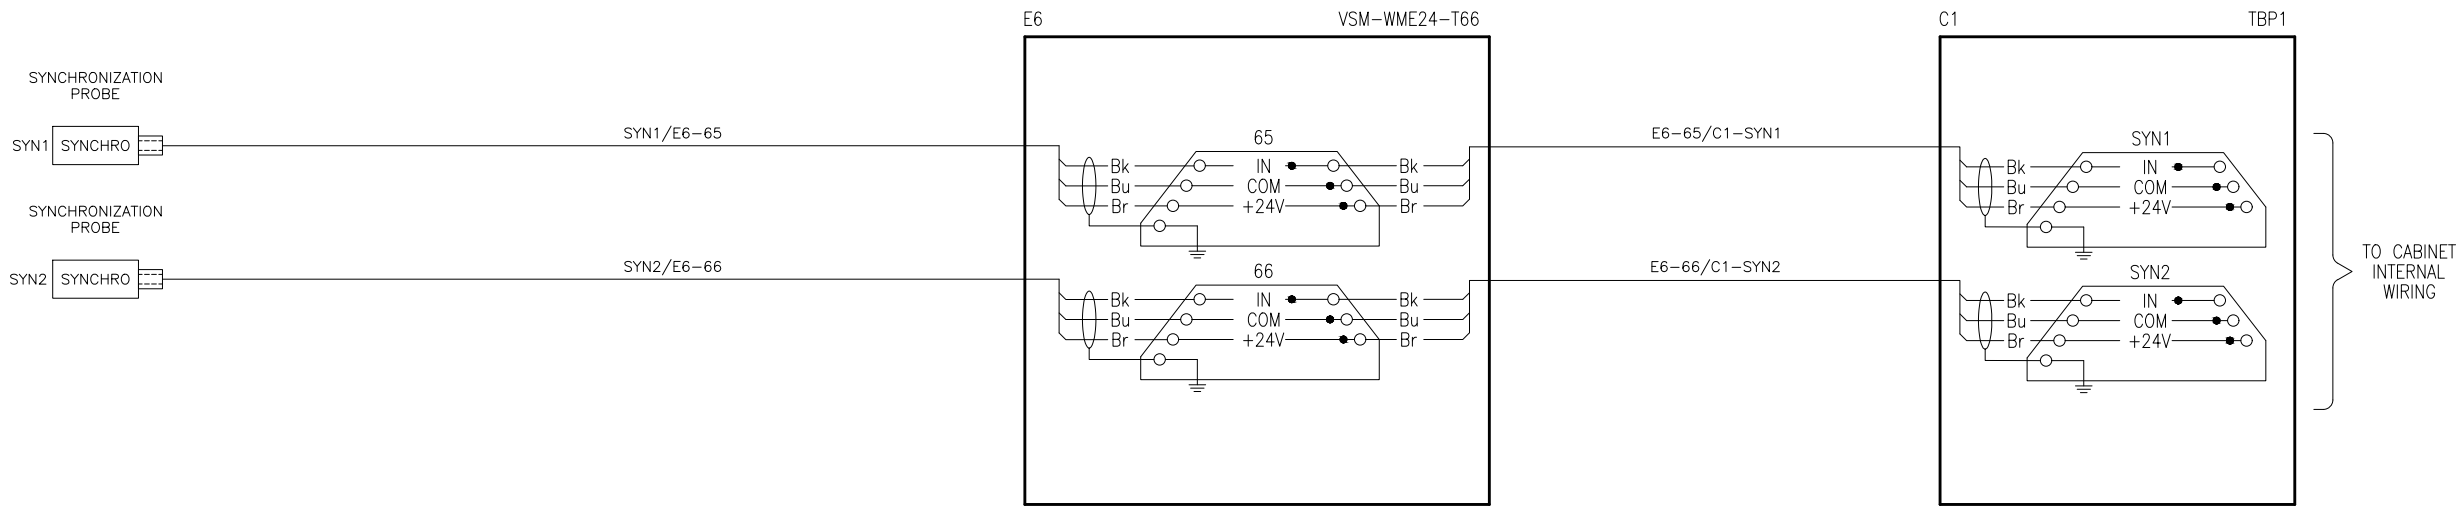 E6 VSM-WME24-T66
C1 TBP1
SYNCHRONIZATION
PROBE
SYN1 SYNCHRO
SYN1/E6-65
65
Bk IN Bk
Bu COM Bu
Br +24V Br
E6-65/C1-SYN1
SYN1
Bk IN
Bu COM
Br +24V
SYNCHRONIZATION
PROBE
SYN2 SYNCHRO
SYN2/E6-66
66
Bk IN Bk
Bu COM Bu
Br +24V Br
E6-66/C1-SYN2
SYN2
Bk IN
Bu COM
Br +24V
TO CABINET
INTERNAL
WIRING